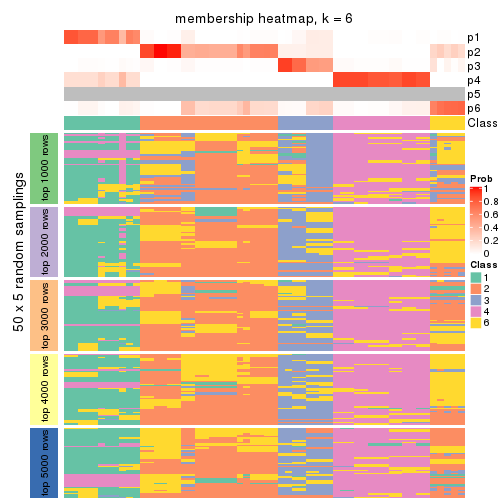 membership heatmap, k = 6
p1
p2
p3
p4
p5
p6
Class
50 x 5 random samplings
top 1000 rows
top 2000 rows
top 3000 rows
top 4000 rows
top 5000 rows
Prob
1
0.8
0.6
0.4
0.2
0
Class
1
2
3
4
6